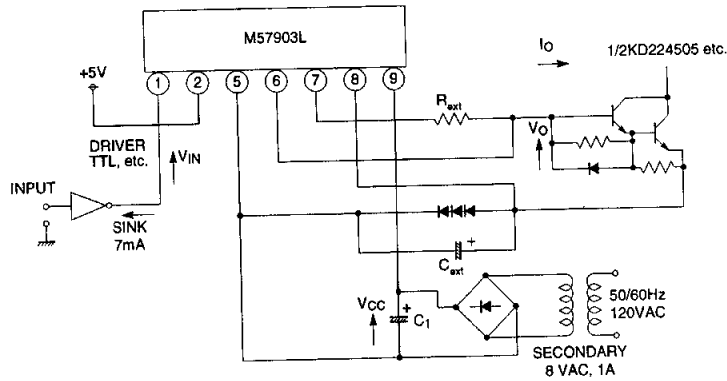 M57903L
1
2
5
6
7
8
9
+5V
IO
1/2KD224505 etc.
Rext
VO
DRIVER
TTL, etc.
VIN
INPUT
SINK
7mA
+
Cext
VCC
+
C1
50/60Hz
120VAC
SECONDARY
8 VAC, 1A